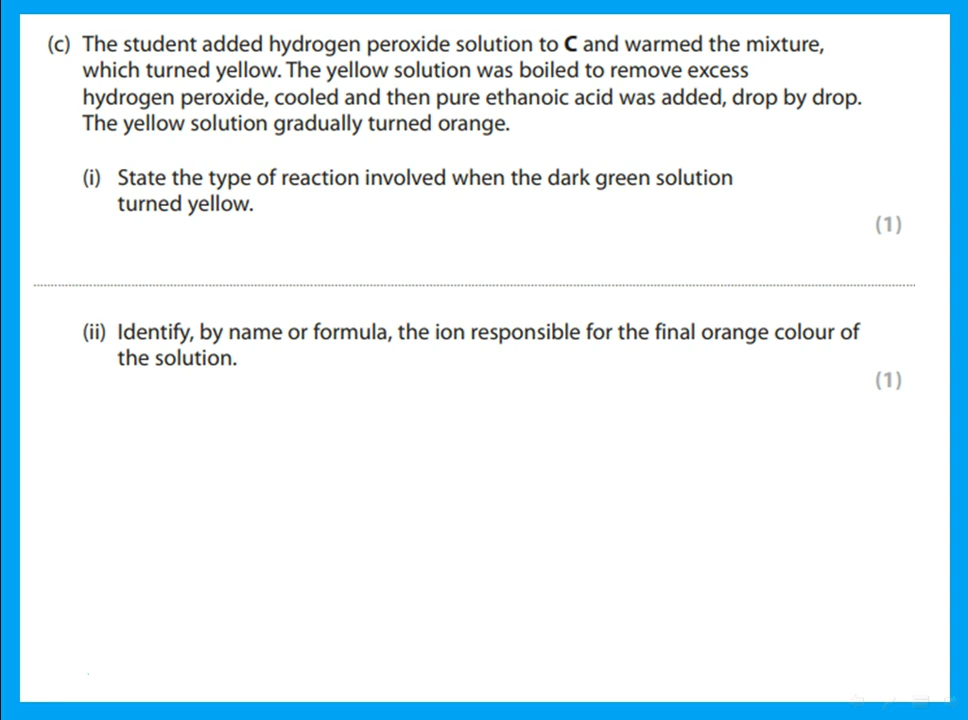 (c) The student added hydrogen peroxide solution to C and warmed the mixture,
which turned yellow. The yellow solution was boiled to remove excess
hydrogen peroxide, cooled and then pure ethanoic acid was added, drop by drop.
The yellow solution gradually turned orange.
(i) State the type of reaction involved when the dark green solution
turned yellow.
(1)
(ii) Identify, by name or formula, the ion responsible for the final orange colour of
the solution.
(1)